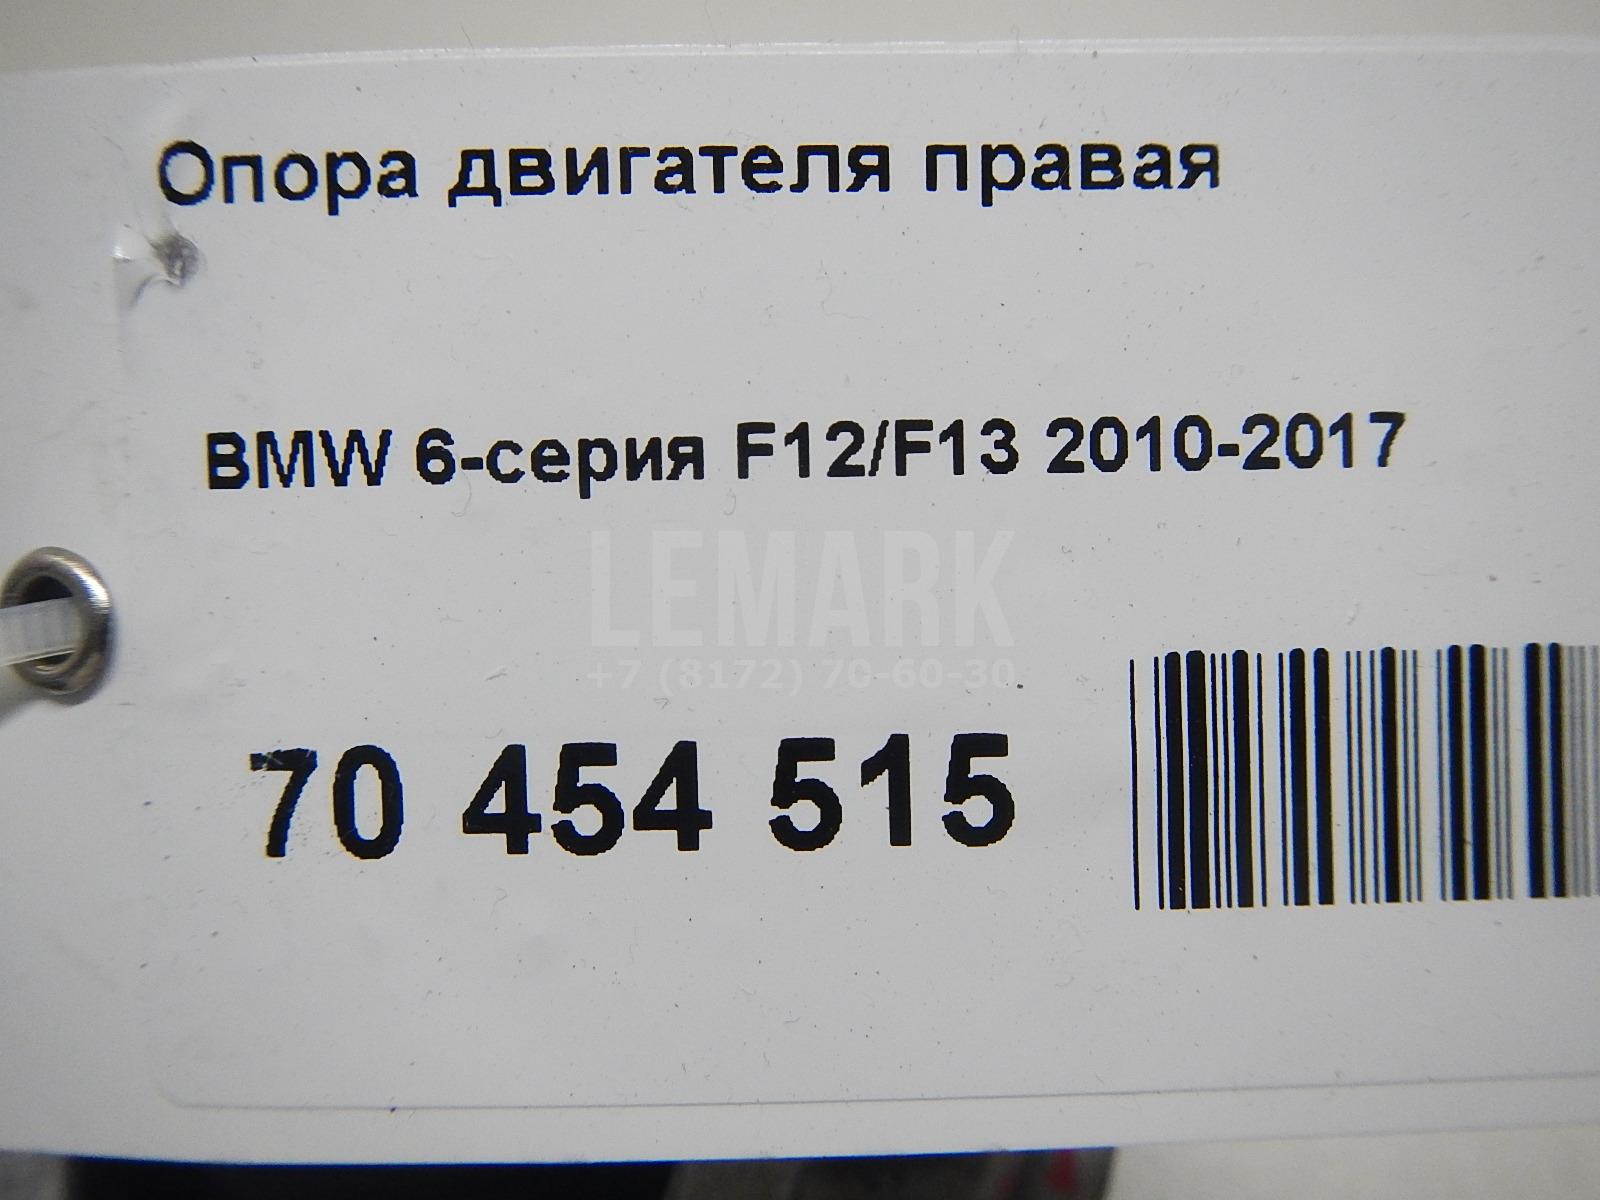 Опора двигателя правая
BMW 6-серия F12/F13 2010-2017
LEMARK
+7 (8172) 70-60-30
70 454 515